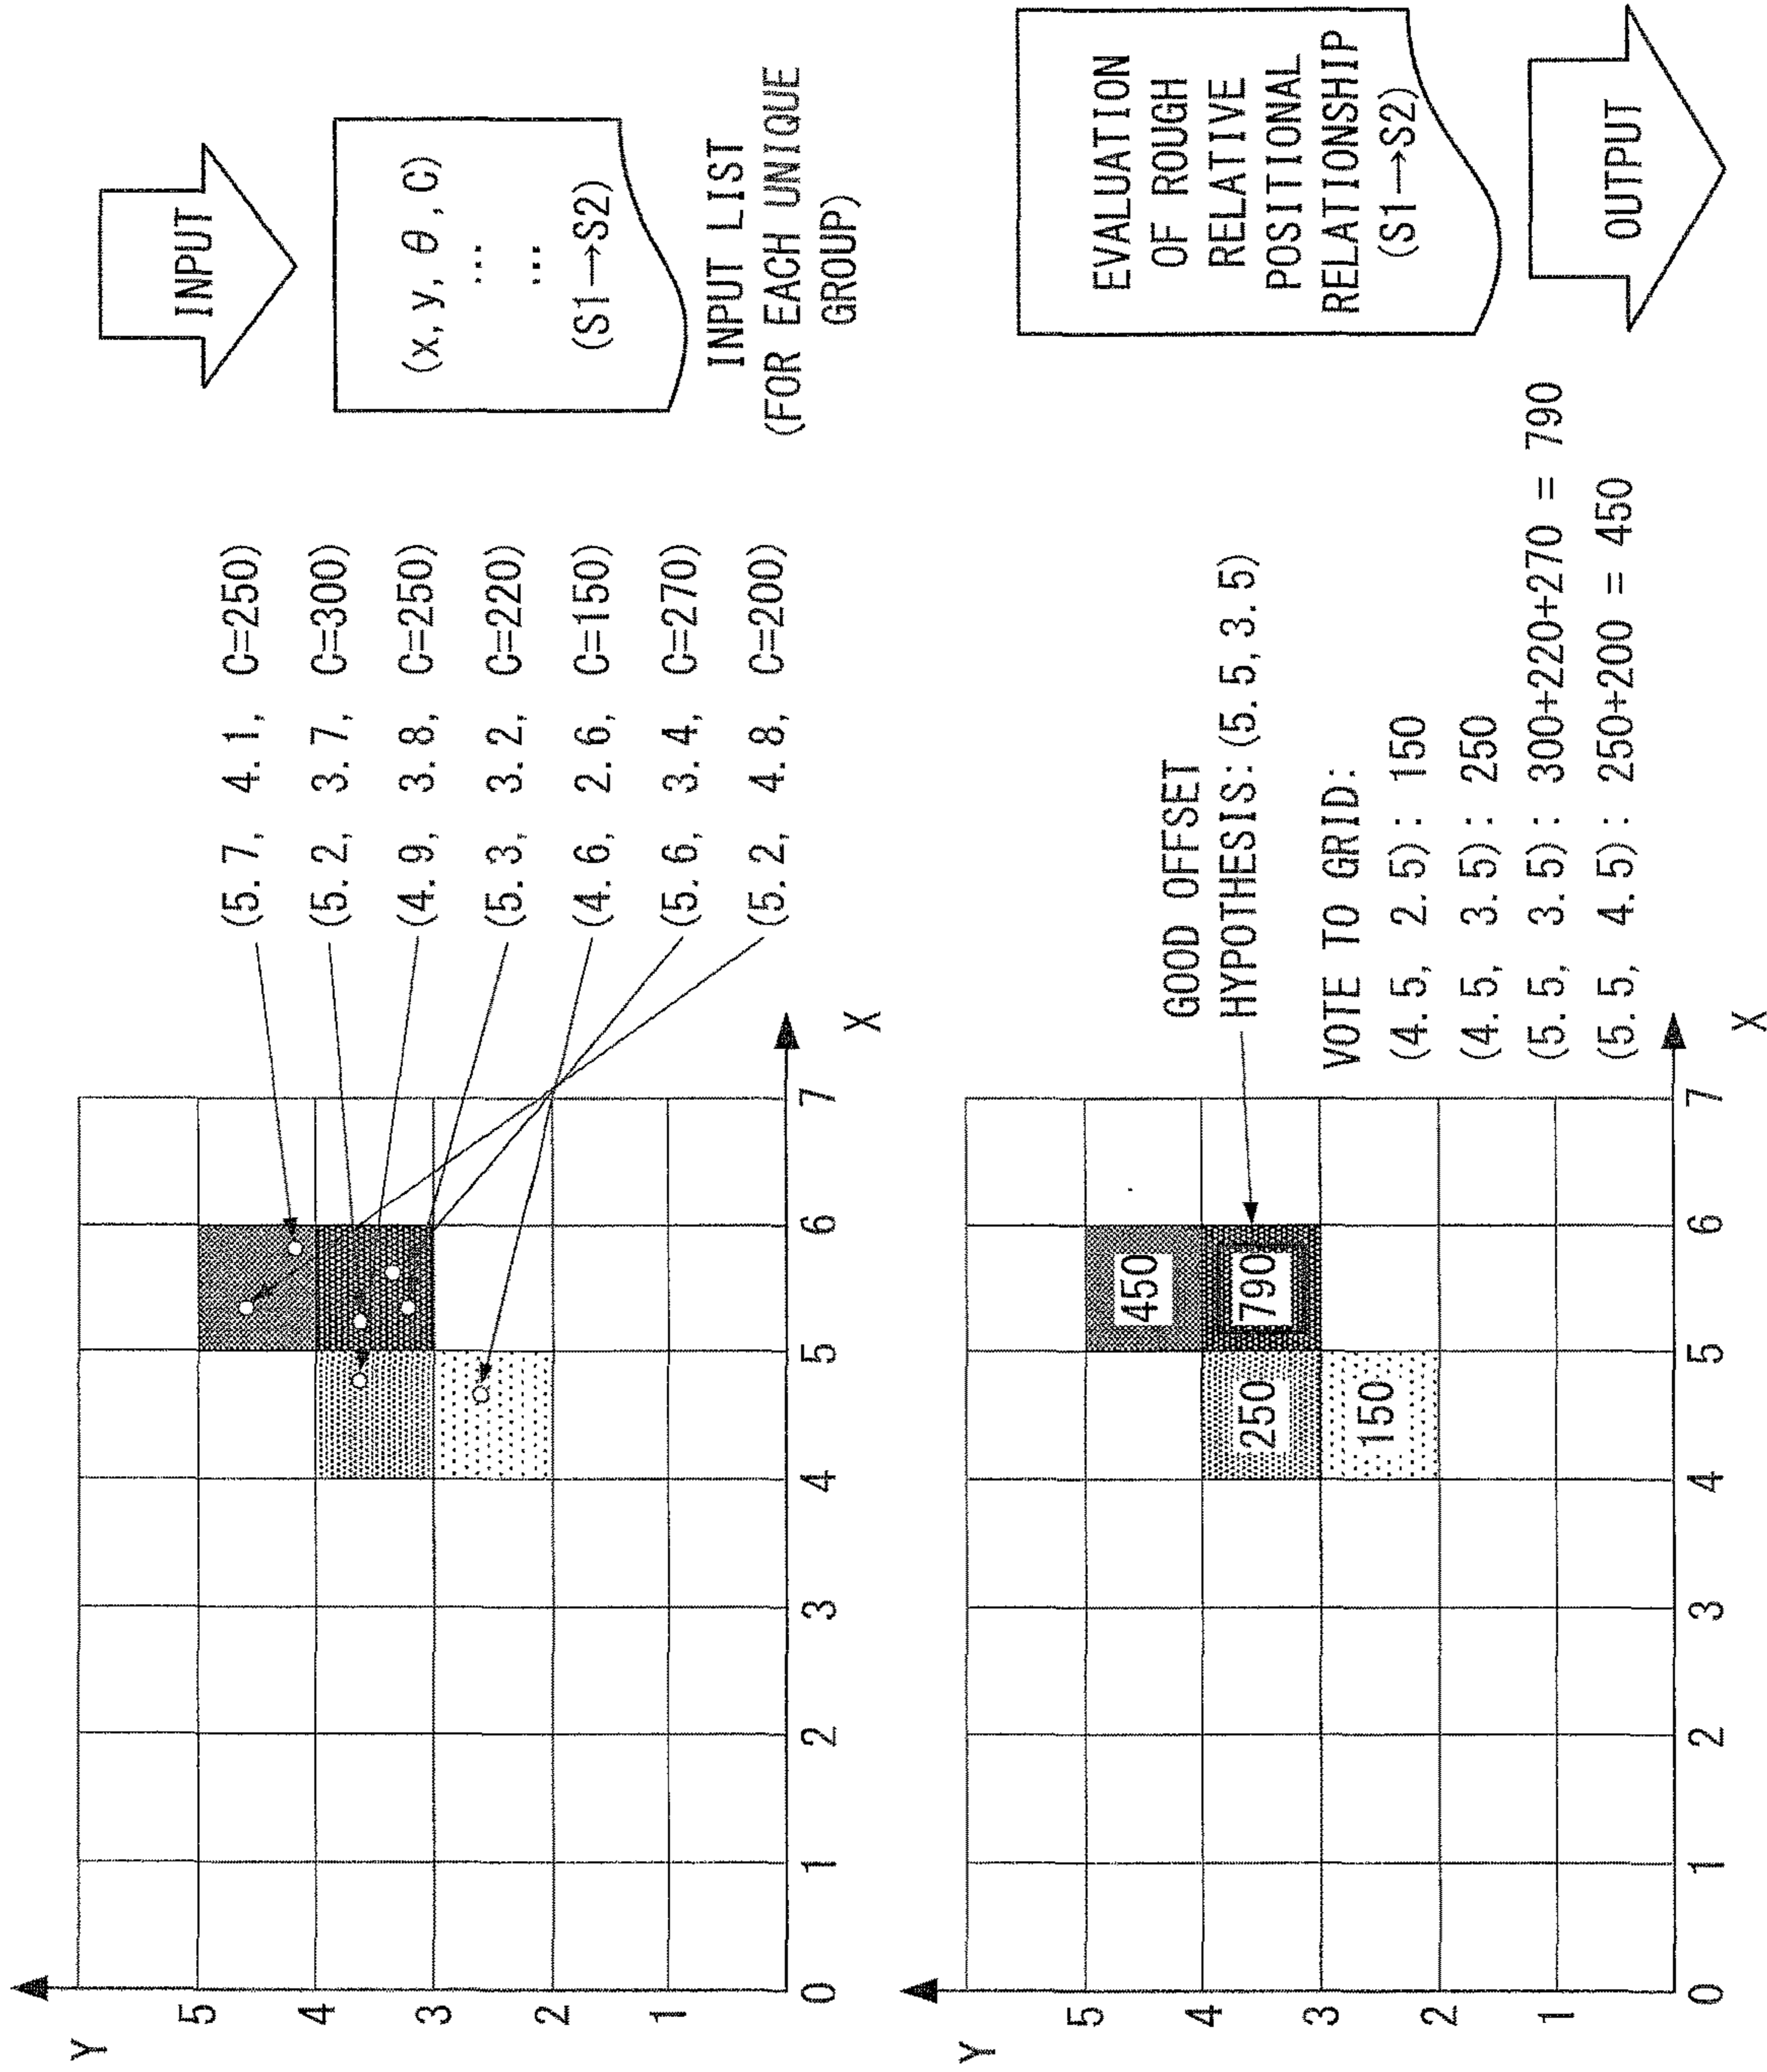 INPUT
(x, y, θ, C)
...
...
(S1→S2)
INPUT LIST
(FOR EACH UNIQUE
GROUP)
(5. 7, 4. 1, C=250)
(5. 2, 3. 7, C=300)
(4. 9, 3. 8, C=250)
(5. 3, 3. 2, C=220)
(4. 6, 2. 6, C=150)
(5. 6, 3. 4, C=270)
(5. 2, 4. 8, C=200)
Y
5
4
3
2
1
0 1 2 3 4 5 6 7
X
EVALUATION
OF ROUGH
RELATIVE
POSITIONAL
RELATIONSHIP
(S1→S2)
OUTPUT
GOOD OFFSET
HYPOTHESIS: (5. 5, 3. 5)
VOTE TO GRID:
(4. 5, 2. 5) : 150
(4. 5, 3. 5) : 250
(5. 5, 3. 5) : 300+220+270 = 790
(5. 5, 4. 5) : 250+200 = 450
450
250 790
150
Y
5
4
3
2
1
0 1 2 3 4 5 6 7
X